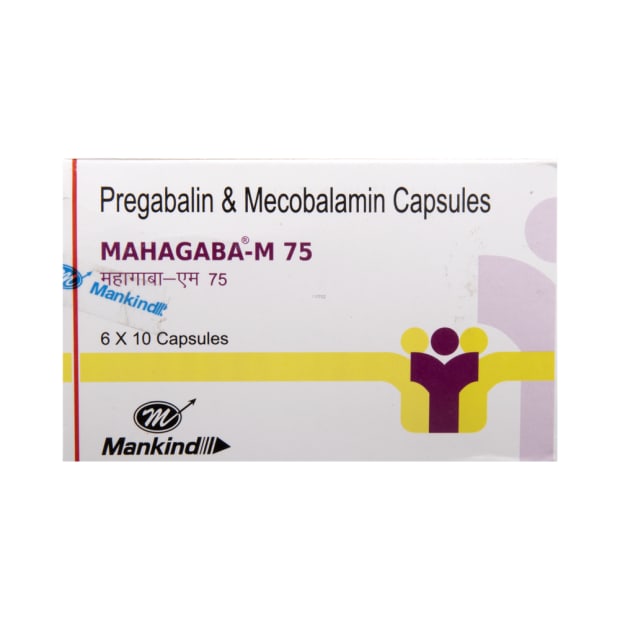 Pregabalin & Mecobalamin Capsules
MAHAGABA®-M 75
महागाबा–एम 75
Mankind
6 X 10 Capsules
m
Mankind